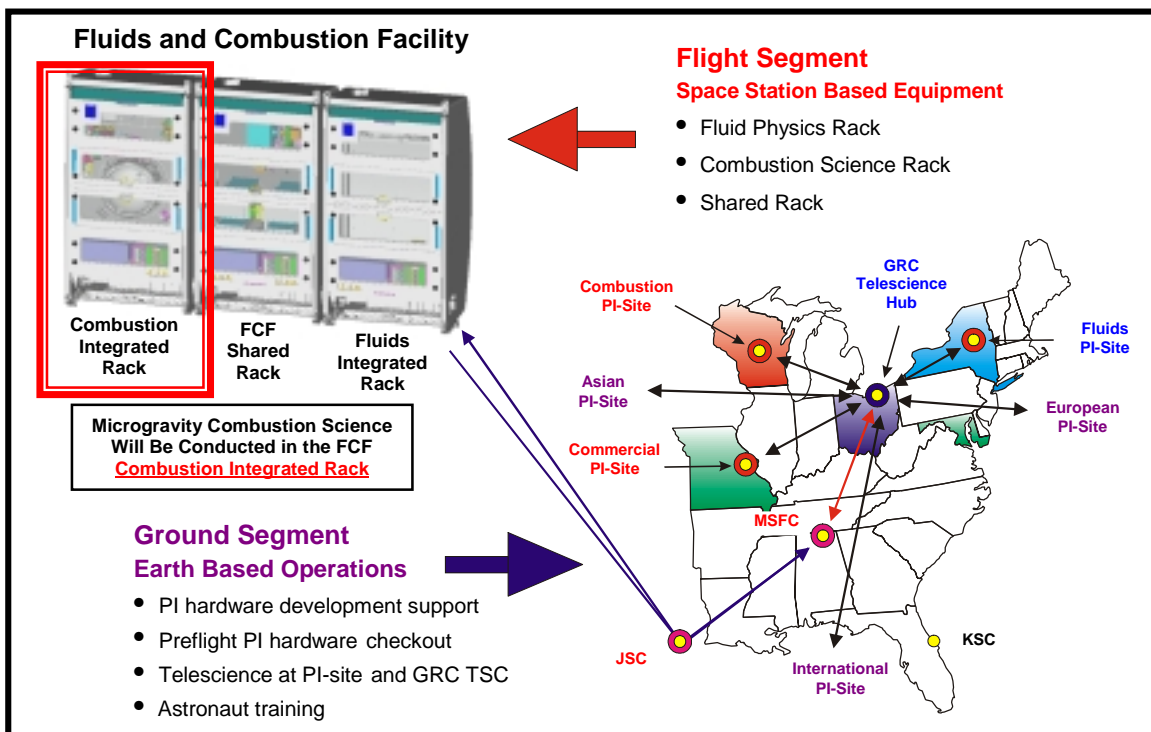 Fluids and Combustion Facility
Combustion
Integrated
Rack
FCF
Shared
Rack
Fluids
Integrated
Rack
Microgravity Combustion Science
Will Be Conducted in the FCF
Combustion Integrated Rack
Flight Segment
Space Station Based Equipment
• Fluid Physics Rack
• Combustion Science Rack
• Shared Rack
Ground Segment
Earth Based Operations
• PI hardware development support
• Preflight PI hardware checkout
• Telescience at PI-site and GRC TSC
• Astronaut training
GRC
Telescience
Hub
Combustion
PI-Site
Fluids
PI-Site
Asian
PI-Site
European
PI-Site
Commercial
PI-Site
MSFC
JSC
KSC
International
PI-Site